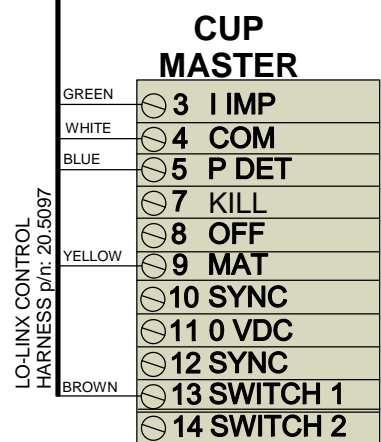 CUP
MASTER
GREEN
3 I IMP
WHITE
4 COM
BLUE
5 P DET
7 KILL
8 OFF
YELLOW
9 MAT
10 SYNC
11 0 VDC
12 SYNC
BROWN
13 SWITCH 1
14 SWITCH 2
LO-LINX CONTROL
HARNESS p/n: 20.5097